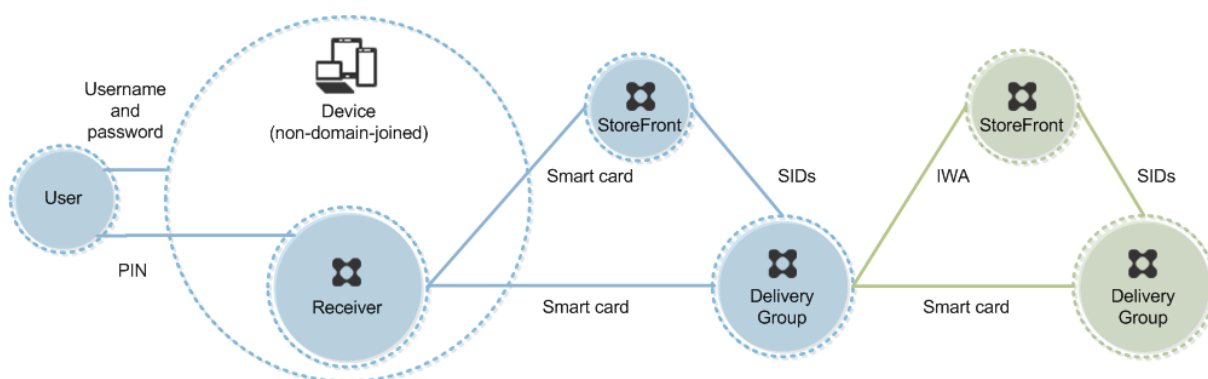 Username
and
password
Device
(non-domain-joined)
User
PIN
Receiver
StoreFront
Smart card
SIDs
Smart card
Delivery
Group
StoreFront
IWA
SIDs
Smart card
Delivery
Group